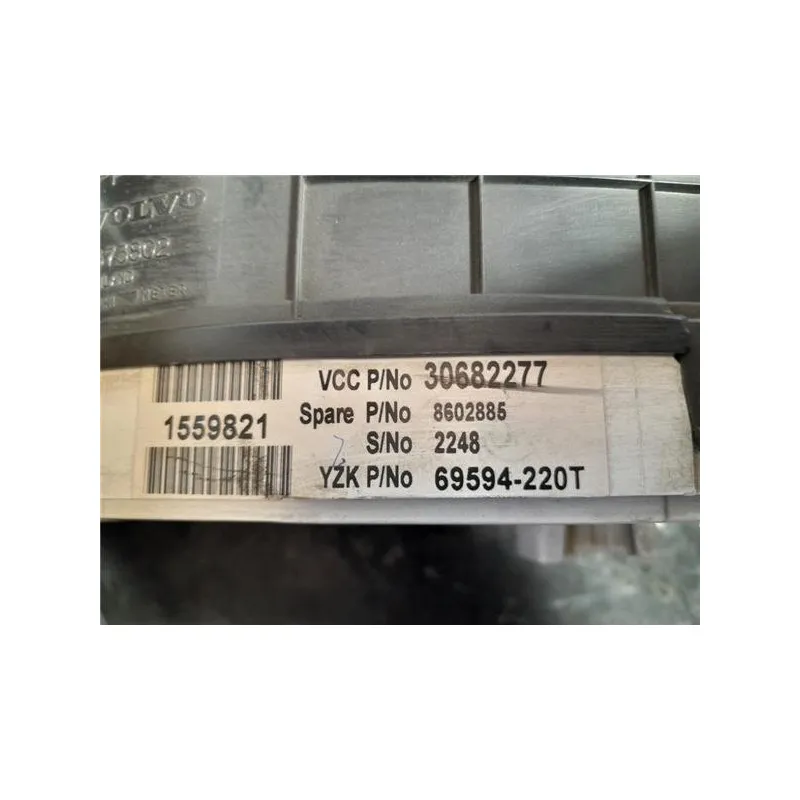 VOLVO
VCC P/No 30682277
1559821
Spare P/No 8602885
S/No 2248
YZK P/No 69594-220T